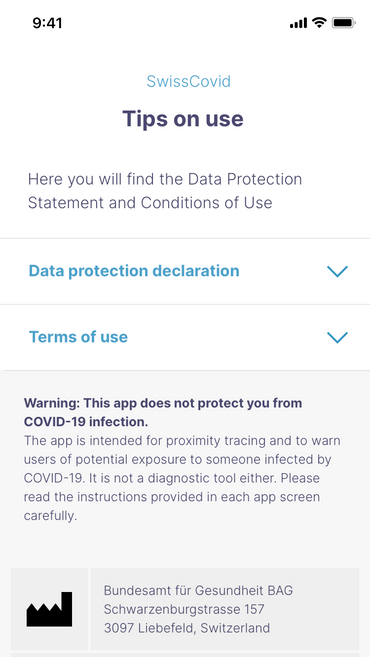 9:41
SwissCovid
Tips on use
Here you will find the Data Protection
Statement and Conditions of Use
Data protection declaration
Terms of use
Warning: This app does not protect you from
COVID-19 infection.
The app is intended for proximity tracing and to warn
users of potential exposure to someone infected by
COVID-19. It is not a diagnostic tool either. Please
read the instructions provided in each app screen
carefully.
Bundesamt für Gesundheit BAG
Schwarzenburgstrasse 157
3097 Liebefeld, Switzerland